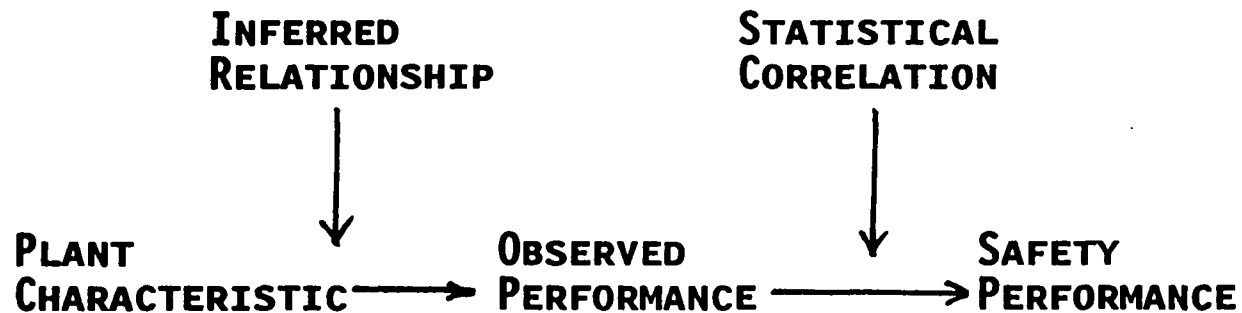 INFERRED
RELATIONSHIP
STATISTICAL
CORRELATION
PLANT
CHARACTERISTIC
OBSERVED
PERFORMANCE
SAFETY
PERFORMANCE